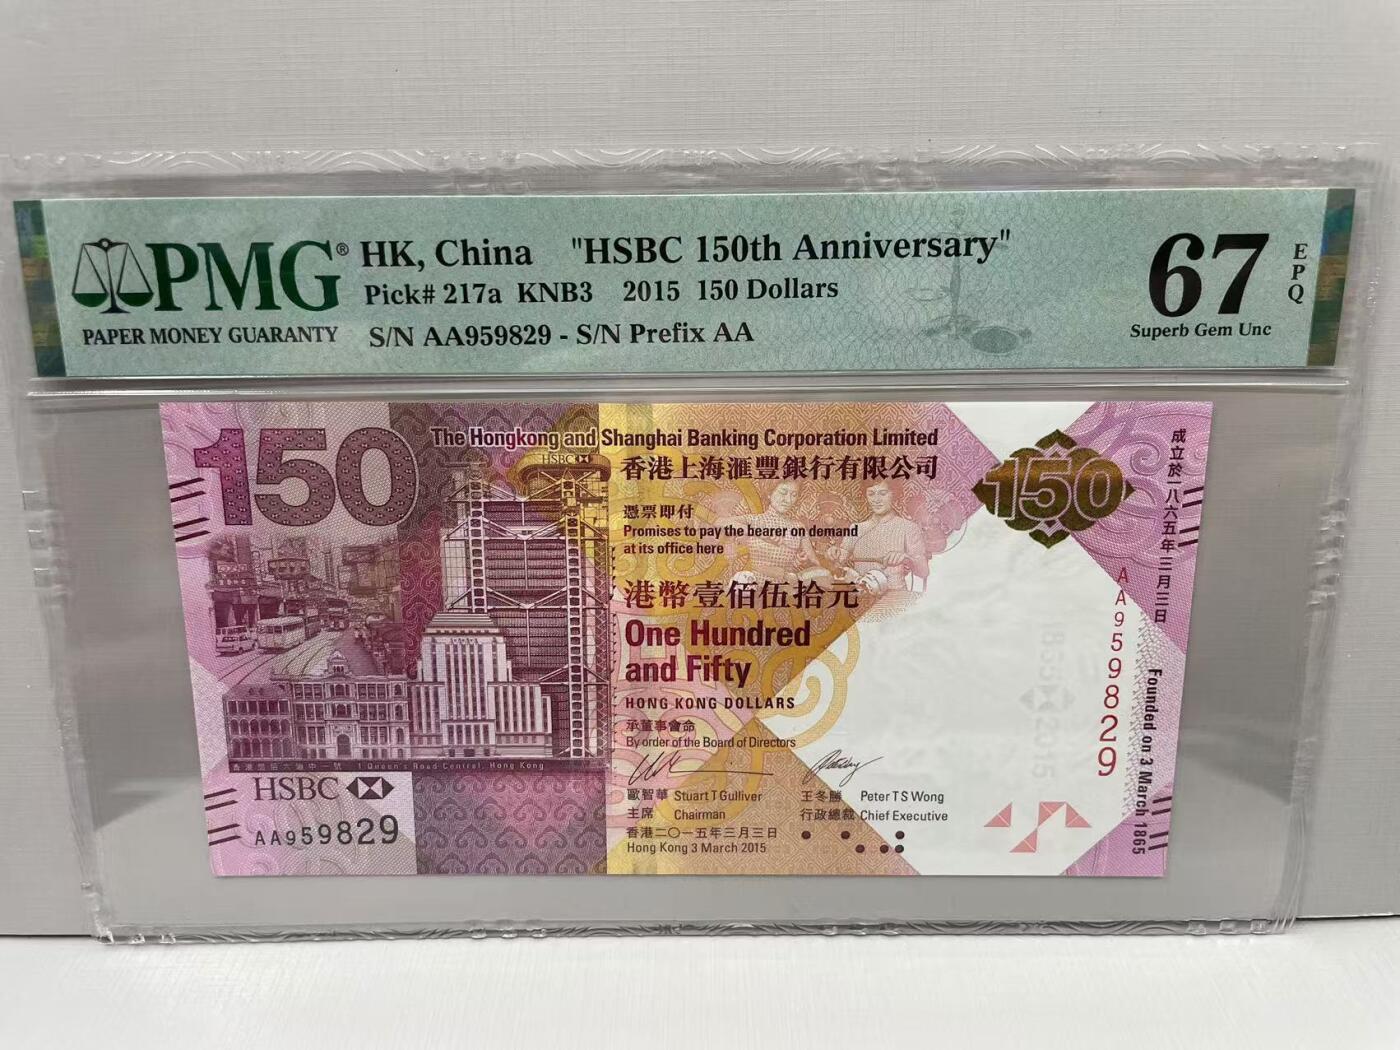 PMG®
PAPER MONEY GUARANTY
HK, China "HSBC 150th Anniversary"
Pick# 217a KNB3 2015 150 Dollars
S/N AA959829 - S/N Prefix AA
67
EPQ
Superb Gem Unc
150
The Hongkong and Shanghai Banking Corporation Limited
HSBC
香港上海滙豐銀行有限公司
憑票即付
Promises to pay the bearer on demand
at its office here
港幣壹佰伍拾元
One Hundred
and Fifty
HONG KONG DOLLARS
承董事會命
By order of the Board of Directors
歐智華 Stuart T Gulliver
主席 Chairman
王冬勝 Peter T S Wong
行政總裁 Chief Executive
香港二〇一五年三月三日
Hong Kong 3 March 2015
1 Queen's Road Central, Hong Kong
HSBC
AA959829
150
成立於一八六五年三月三日
AA959829
Founded on 3 March 1865